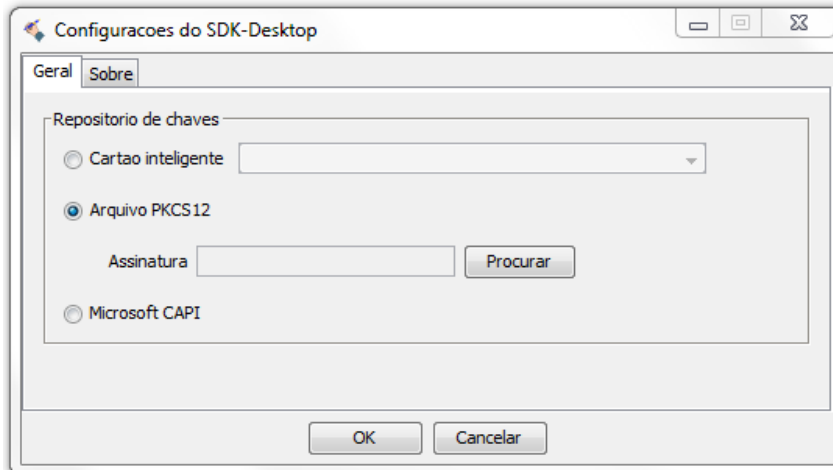 Configuracoes do SDK-Desktop
Geral Sobre
Repositorio de chaves
Cartao inteligente
Arquivo PKCS12
Assinatura Procurar
Microsoft CAPI
OK Cancelar